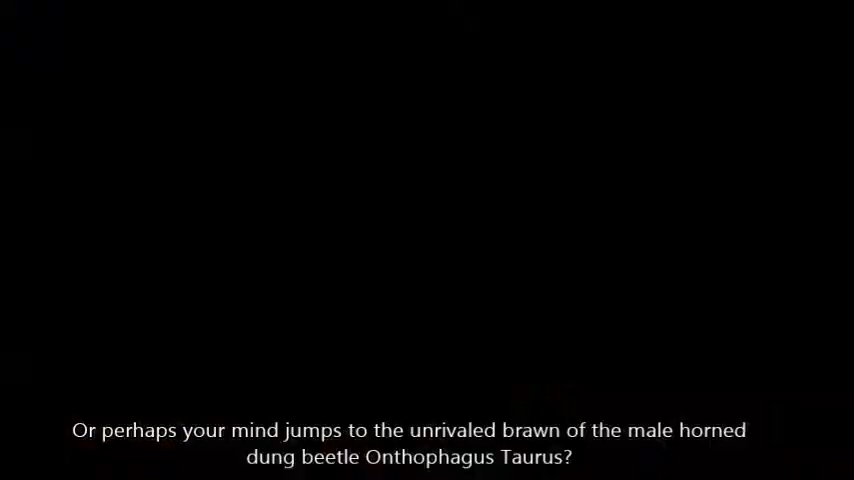 Or perhaps your mind jumps to the unrivaled brawn of the male horned
dung beetle Onthophagus Taurus?